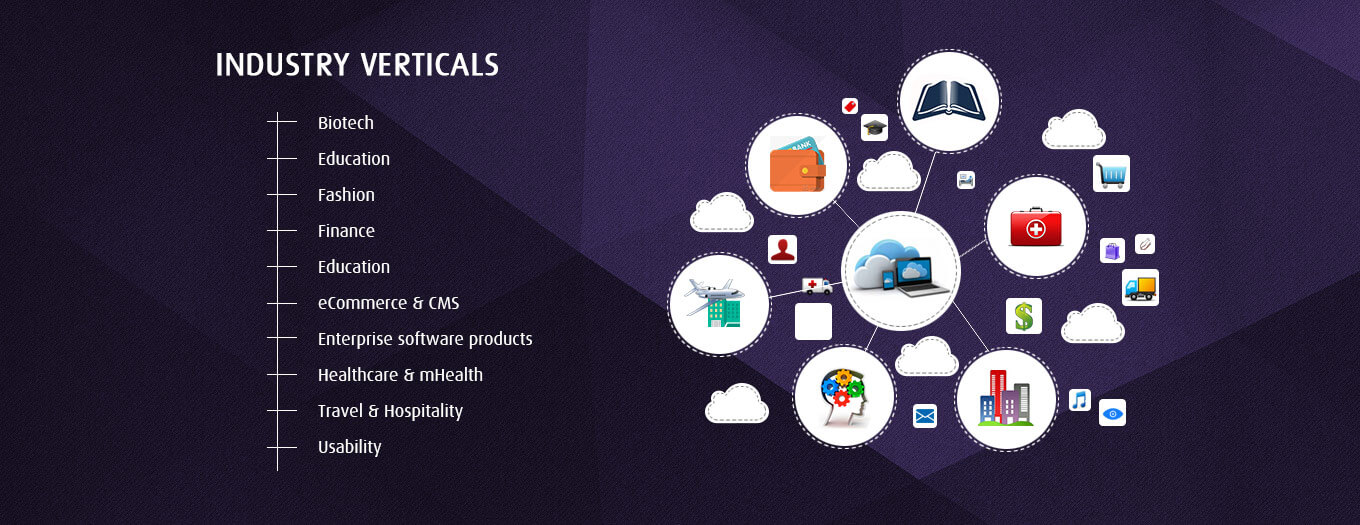 INDUSTRY VERTICALS
Biotech
Education
Fashion
Finance
Education
eCommerce & CMS
Enterprise software products
Healthcare & mHealth
Travel & Hospitality
Usability
BANK